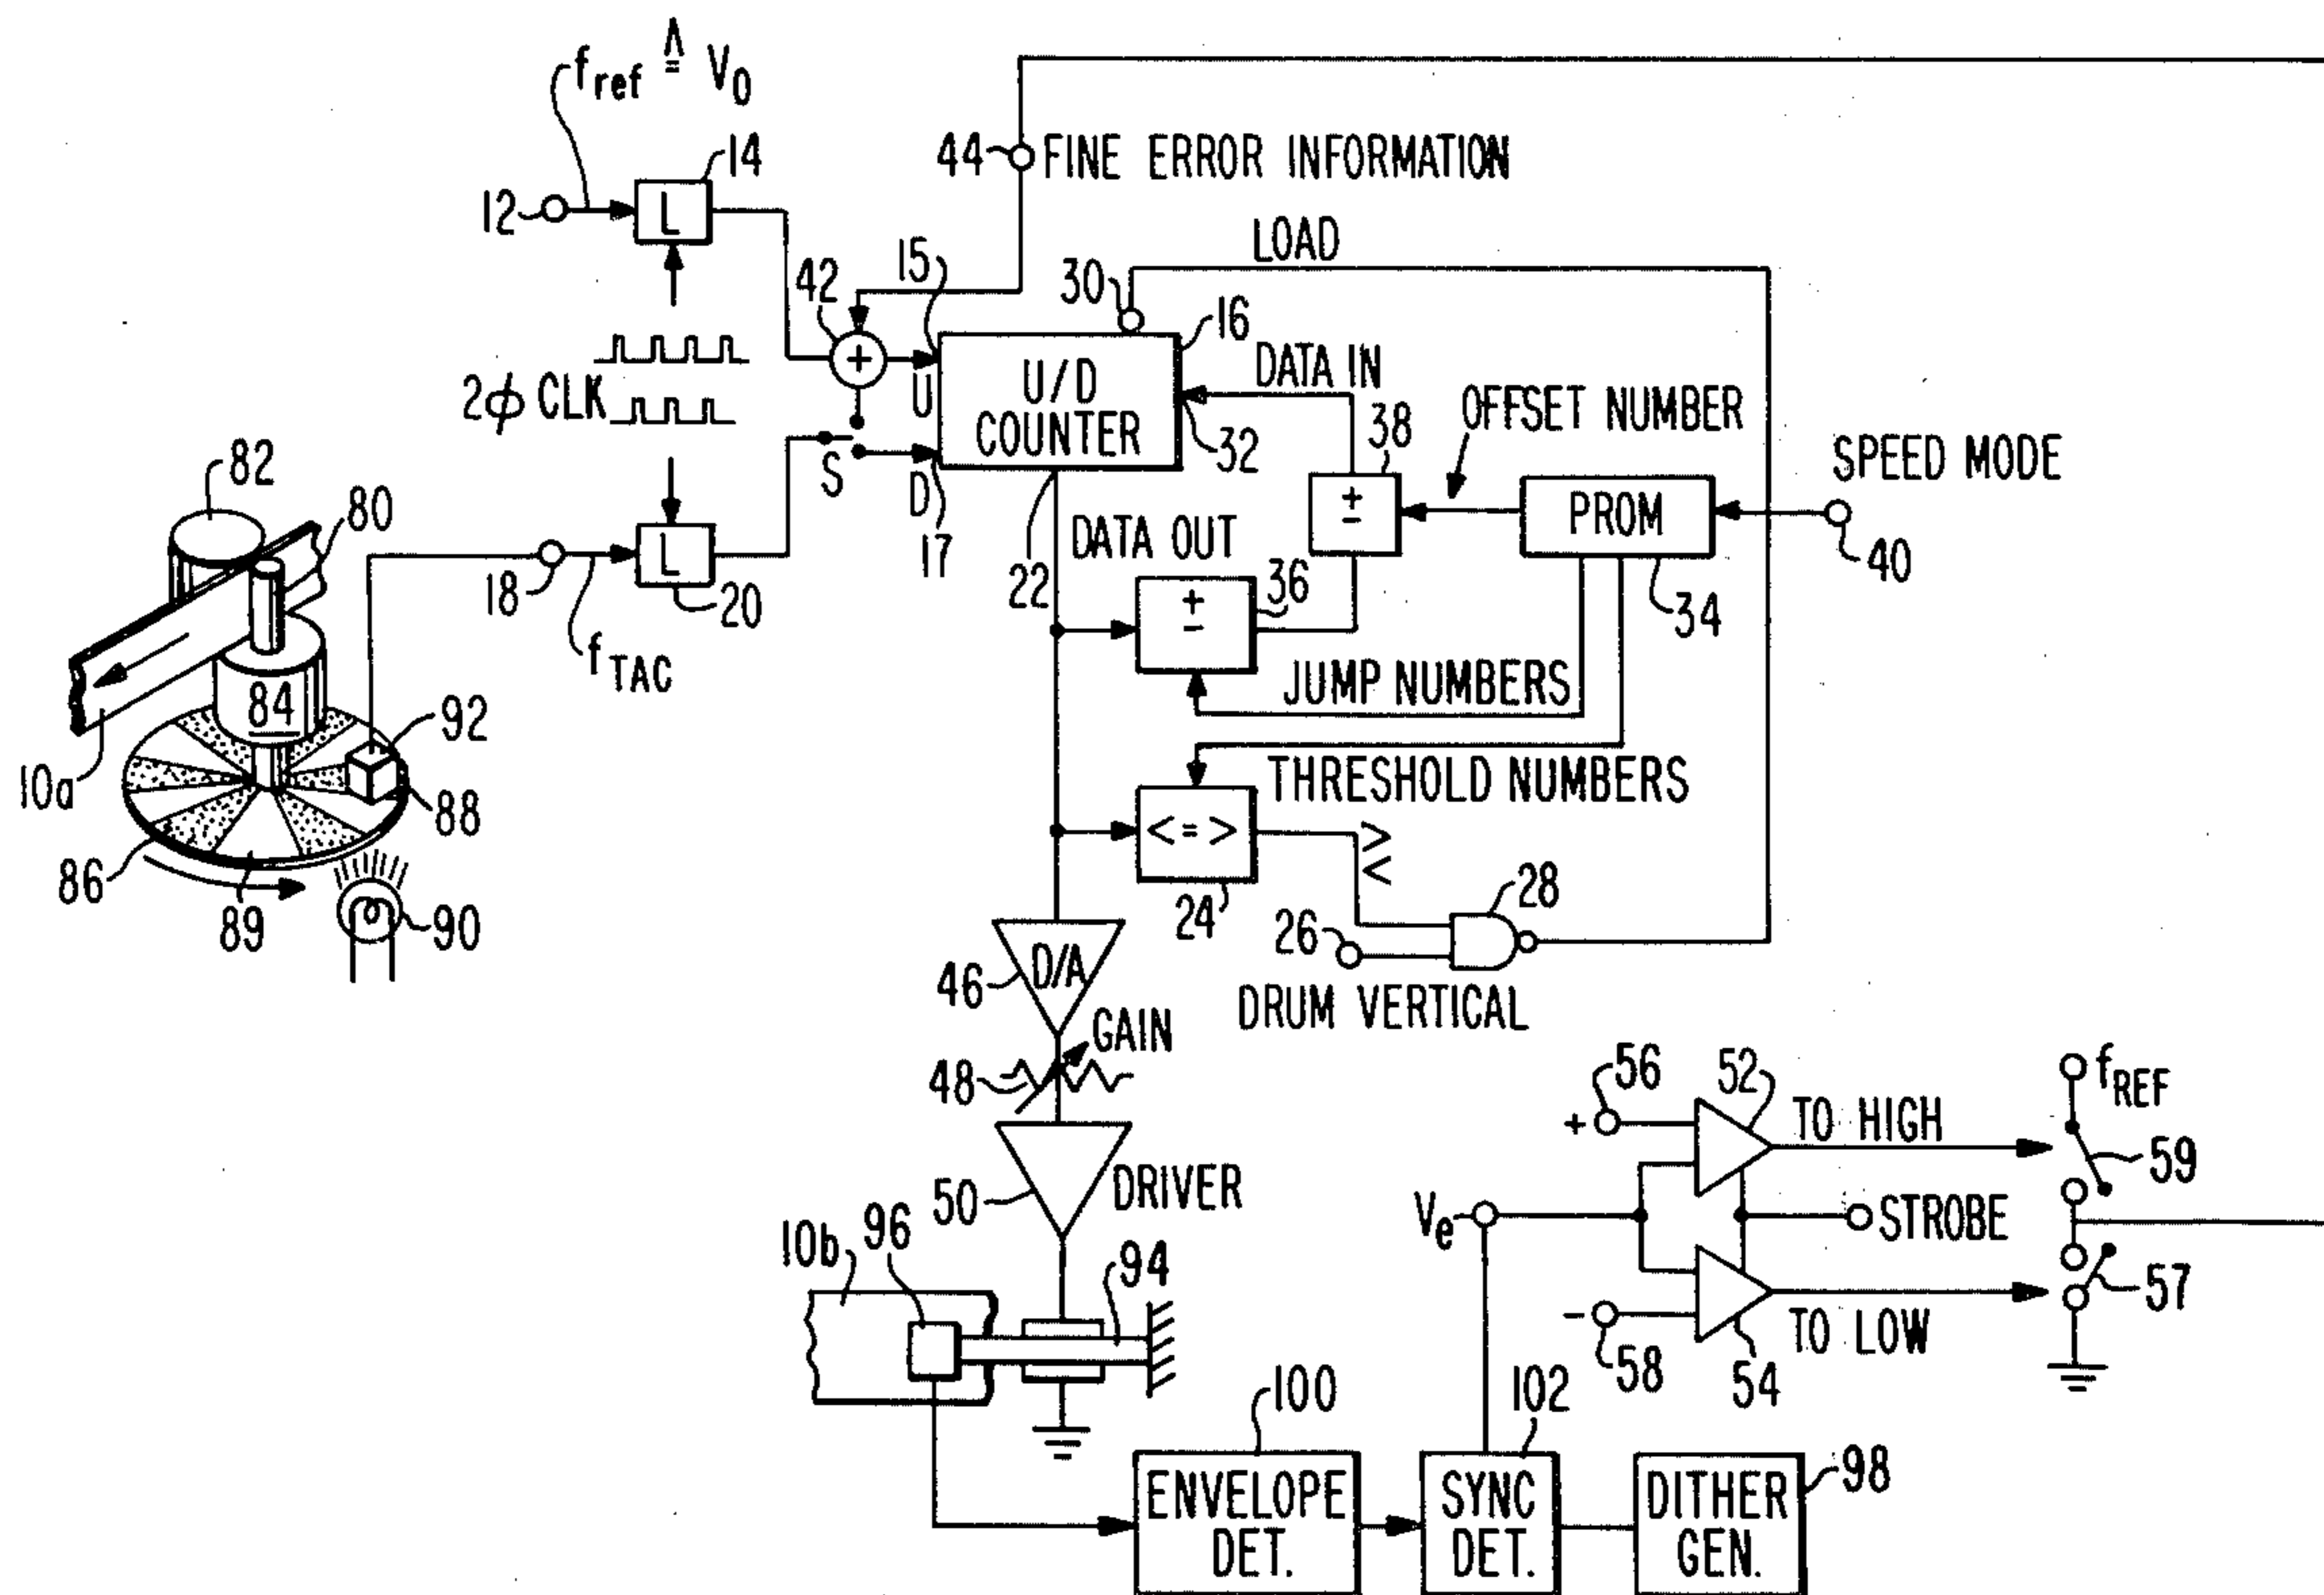 f_ref ≙ V_0
14
44 FINE ERROR INFORMATION
12
L
LOAD
42
15
30
16
+
U
U/D
COUNTER
DATA IN
2ϕ CLK
OFFSET NUMBER
38
32
SPEED MODE
82
S
D
±
PROM
80
DATA OUT
17
40
18
L
22
36
34
20
±
f_TAC
JUMP NUMBERS
84
92
10a
THRESHOLD NUMBERS
88
< = >
>
<
86
28
89
90
24
26
D/A
46
DRUM VERTICAL
GAIN
48
56
52
f_REF
+
TO HIGH
59
50
DRIVER
10b
96
V_e
STROBE
94
57
-
TO LOW
58
54
100
102
98
ENVELOPE
DET.
SYNC
DET.
DITHER
GEN.